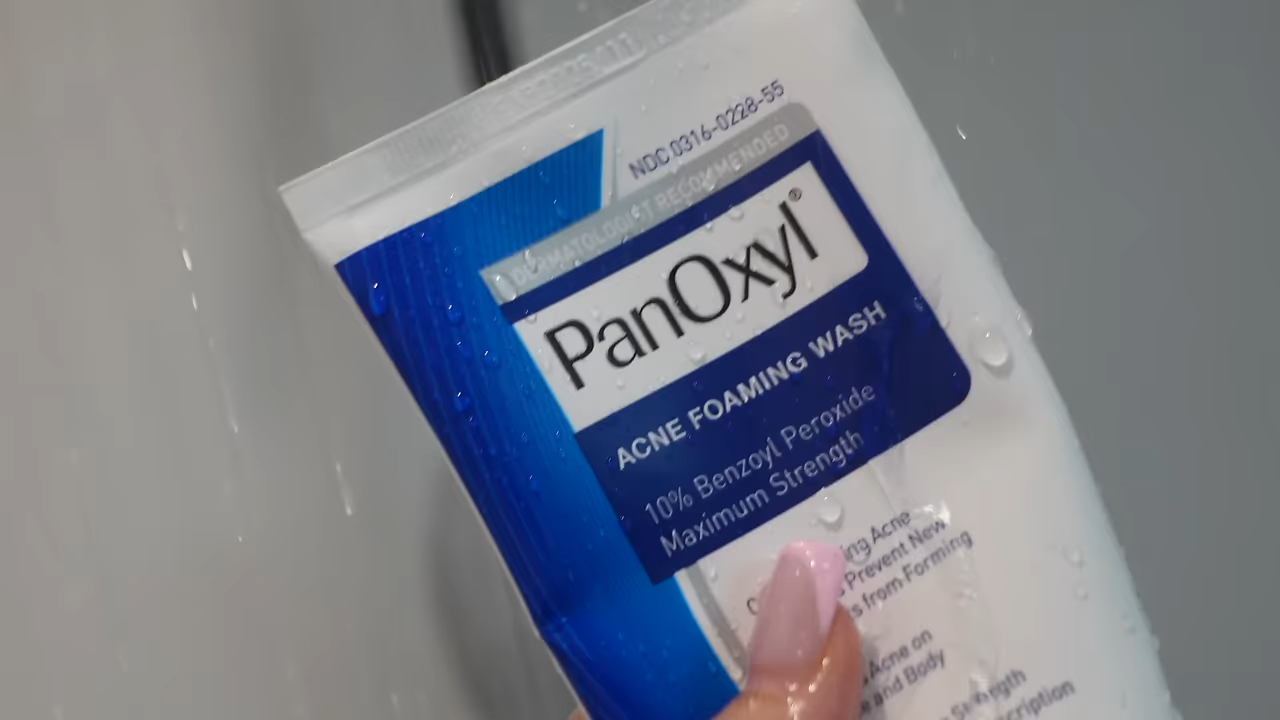 NDC 0316-0228-55
DERMATOLOGIST RECOMMENDED
PanOxyl®
ACNE FOAMING WASH
10% Benzoyl Peroxide
Maximum Strength
Acne
Prevent New
from Forming
Acne on
and Body
Strength